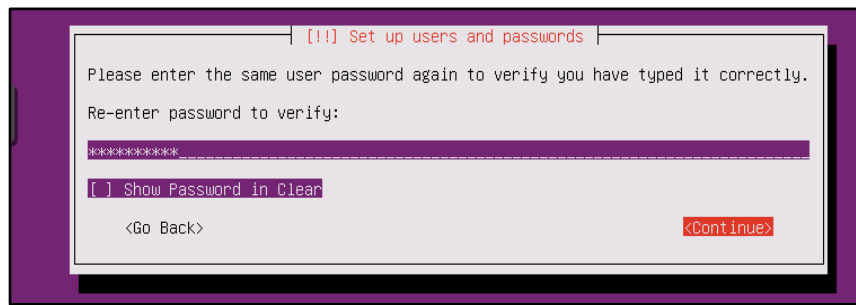 [!!] Set up users and passwords
Please enter the same user password again to verify you have typed it correctly.
Re-enter password to verify:
**********
[ ] Show Password in Clear
<Go Back> <Continue>